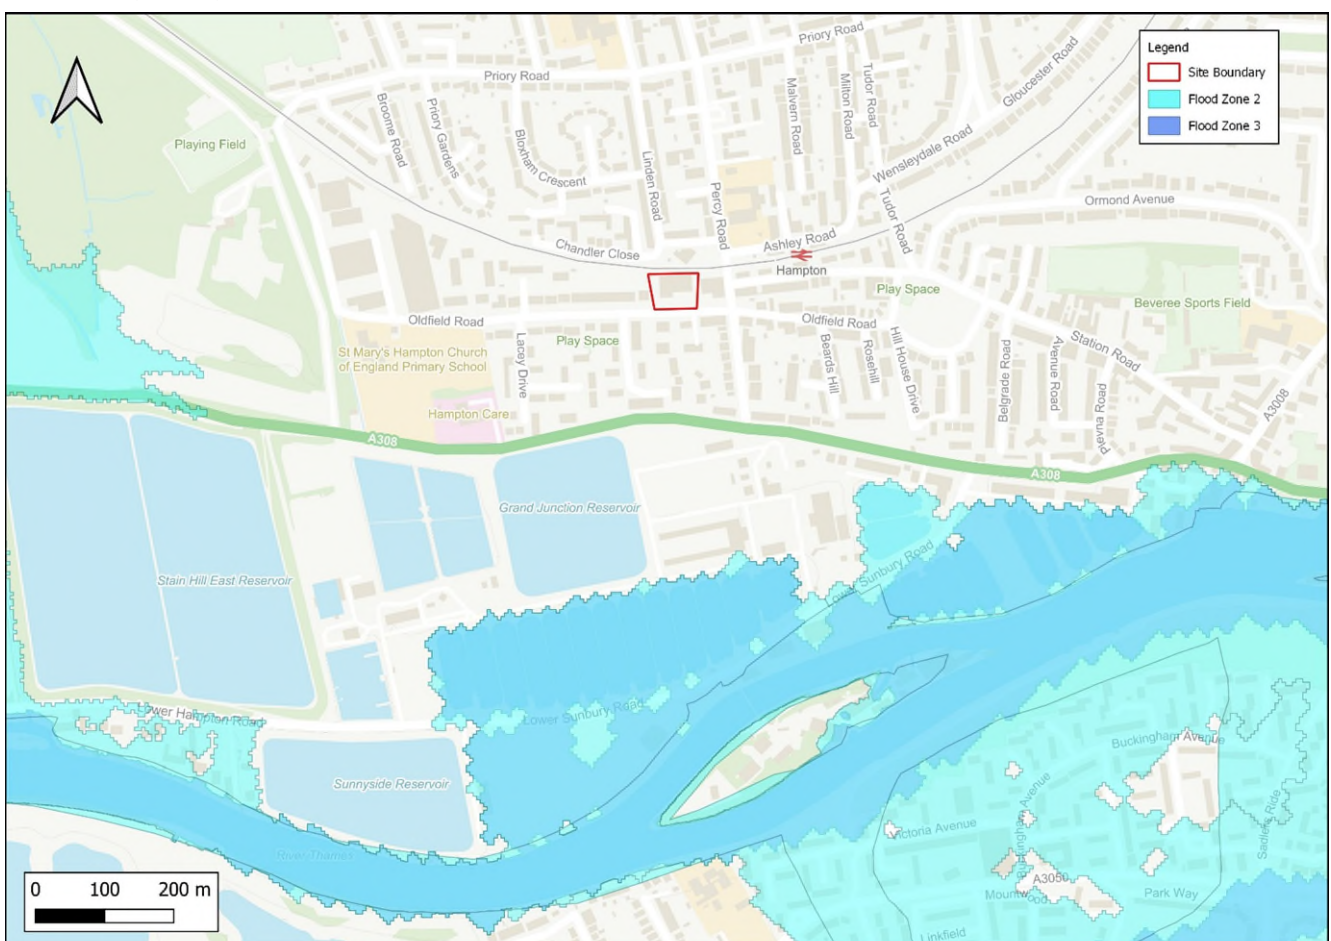 Legend
Site Boundary
Flood Zone 2
Flood Zone 3
Priory Road
Priory Road
Playing Field
Broome Road
Priory Gardens
Bloxham Crescent
Linden Road
Percy Road
Malvern Road
Milton Road
Tudor Road
Gloucester Road
Wensleydale Road
Tudor Road
Ormond Avenue
Chandler Close
Ashley Road
Hampton
Play Space
Beveree Sports Field
Oldfield Road
Oldfield Road
St Mary's Hampton Church
of England Primary School
Lacey Drive
Play Space
Beards Hill
Rosehill
Hill House Drive
Belgrade Road
Avenue Road
Station Road
Plevna Road
A3008
Hampton Care
A308
A308
Grand Junction Reservoir
Stain Hill East Reservoir
Lower Sunbury Road
Lower Hampton Road
Lower Sunbury Road
Sunnyside Reservoir
River Thames
Buckingham Avenue
Buckingham Avenue
Victoria Avenue
Sadlers Ride
A3050
Mountwood
Park Way
Linkfield
0 100 200 m